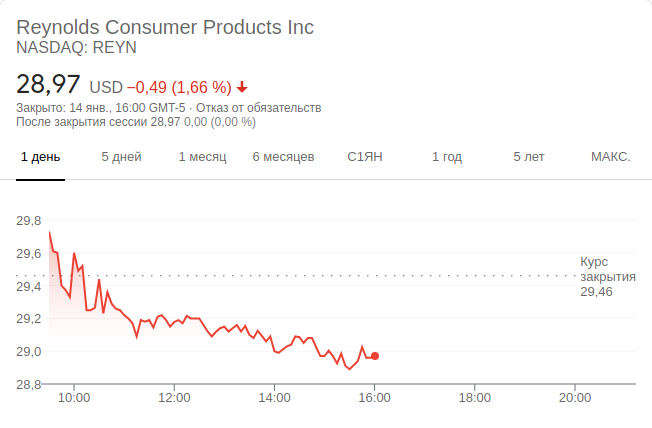 Reynolds Consumer Products Inc
NASDAQ: REYN
28,97 USD −0,49 (1,66 %)
Закрыто: 14 янв., 16:00 GMT-5 · Отказ от обязательств
После закрытия сессии 28,97 0,00 (0,00 %)
1 день 5 дней 1 месяц 6 месяцев С1ЯН 1 год 5 лет МАКС.
29,8
29,6
Курс
закрытия
29,46
29,4
29,2
29,0
28,8
10:00 12:00 14:00 16:00 18:00 20:00